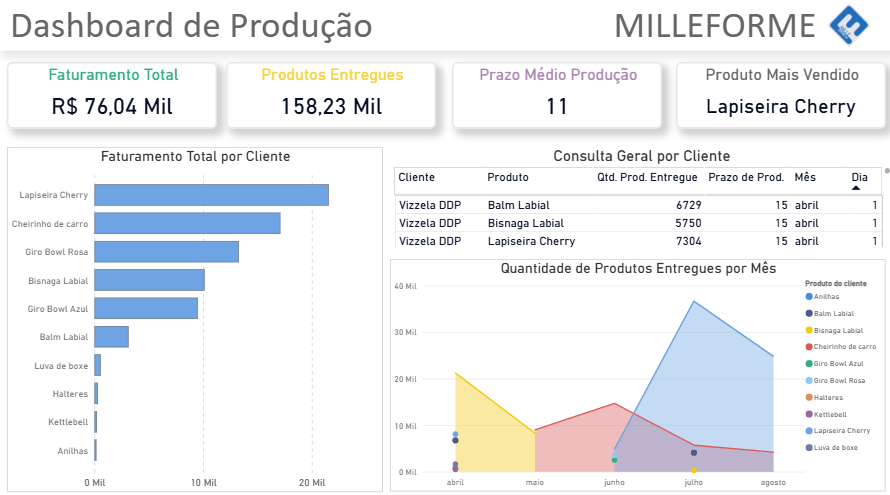 Dashboard de Produção
MILLEFORME
Faturamento Total
R$ 76,04 Mil
Produtos Entregues
158,23 Mil
Prazo Médio Produção
11
Produto Mais Vendido
Lapiseira Cherry
Faturamento Total por Cliente
Lapiseira Cherry
Cheirinho de carro
Giro Bowl Rosa
Bisnaga Labial
Giro Bowl Azul
Balm Labial
Luva de boxe
Halteres
Kettlebell
Anilhas
0 Mil 10 Mil 20 Mil
Consulta Geral por Cliente
Cliente Produto Qtd. Prod. Entregue Prazo de Prod. Mês Dia
Vizzela DDP Balm Labial 6729 15 abril 1
Vizzela DDP Bisnaga Labial 5750 15 abril 1
Vizzela DDP Lapiseira Cherry 7304 15 abril 1
Quantidade de Produtos Entregues por Mês
40 Mil
30 Mil
20 Mil
10 Mil
0 Mil
abril maio junho julho agosto
Produto do cliente
Anilhas
Balm Labial
Bisnaga Labial
Cheirinho de carro
Giro Bowl Azul
Giro Bowl Rosa
Halteres
Kettlebell
Lapiseira Cherry
Luva de boxe